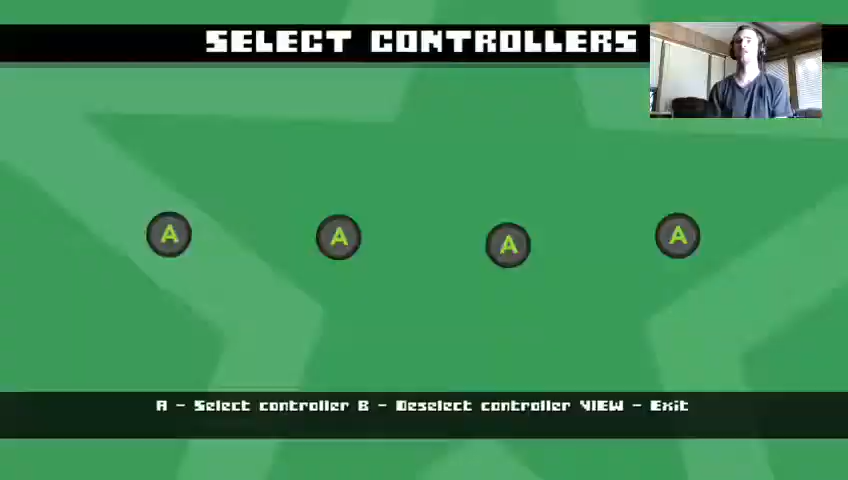 SELECT CONTROLLERS
A A A A
A - Select controller B - Deselect controller VIEW - Exit